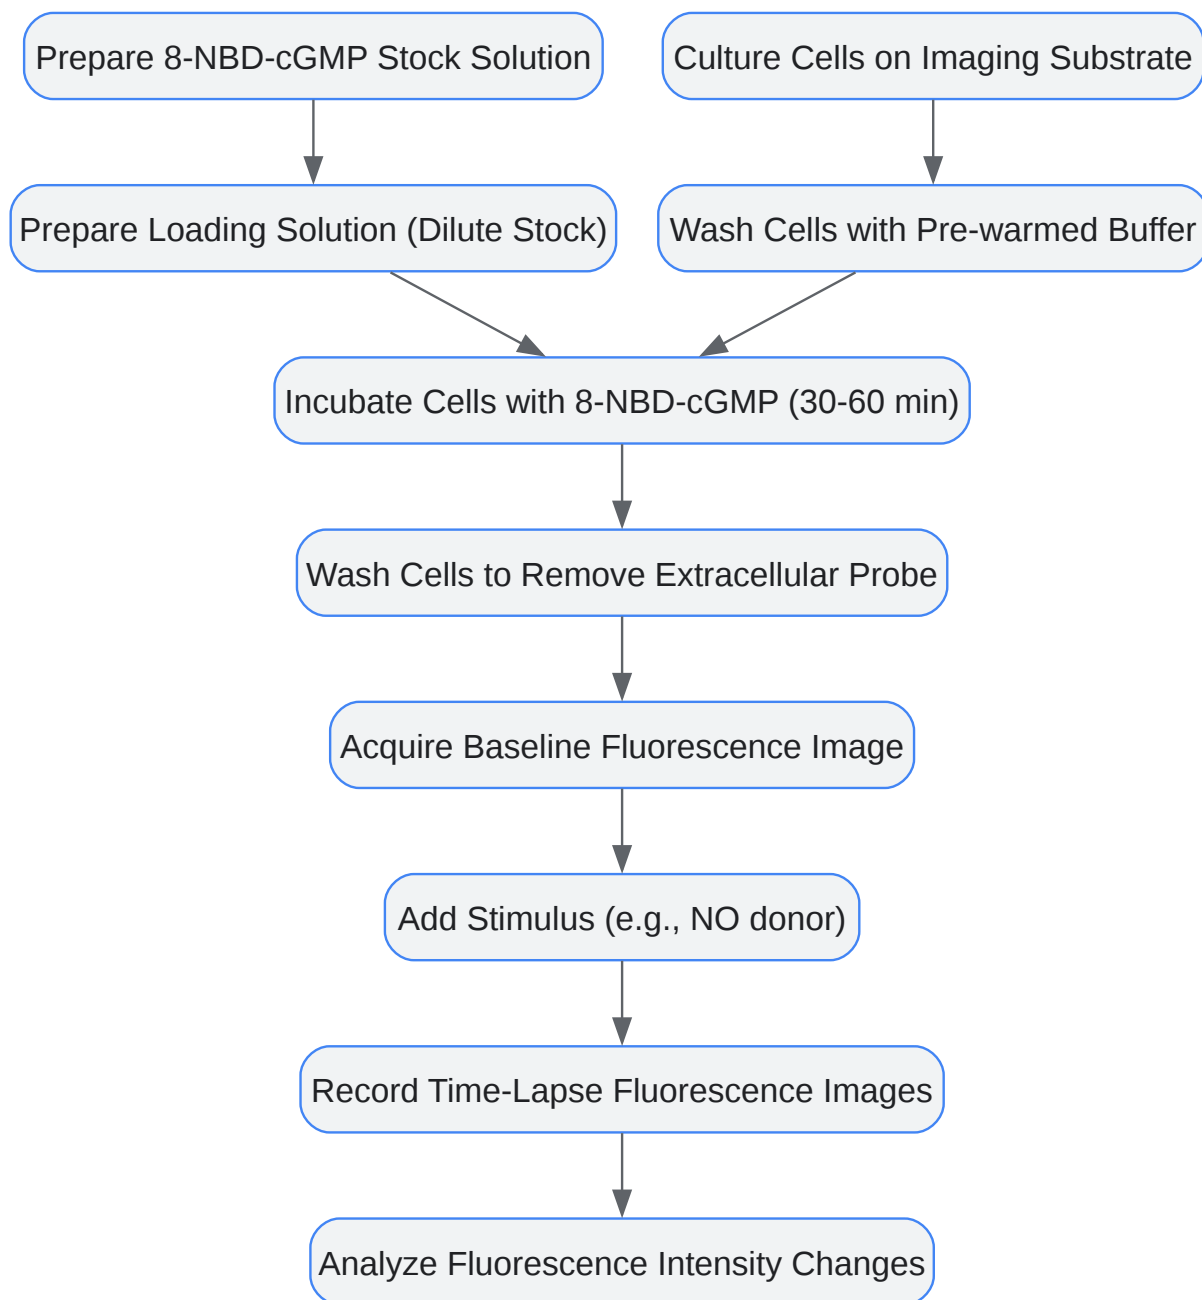 Prepare 8-NBD-cGMP Stock Solution
Culture Cells on Imaging Substrate
Prepare Loading Solution (Dilute Stock)
Wash Cells with Pre-warmed Buffer
Incubate Cells with 8-NBD-cGMP (30-60 min)
Wash Cells to Remove Extracellular Probe
Acquire Baseline Fluorescence Image
Add Stimulus (e.g., NO donor)
Record Time-Lapse Fluorescence Images
Analyze Fluorescence Intensity Changes